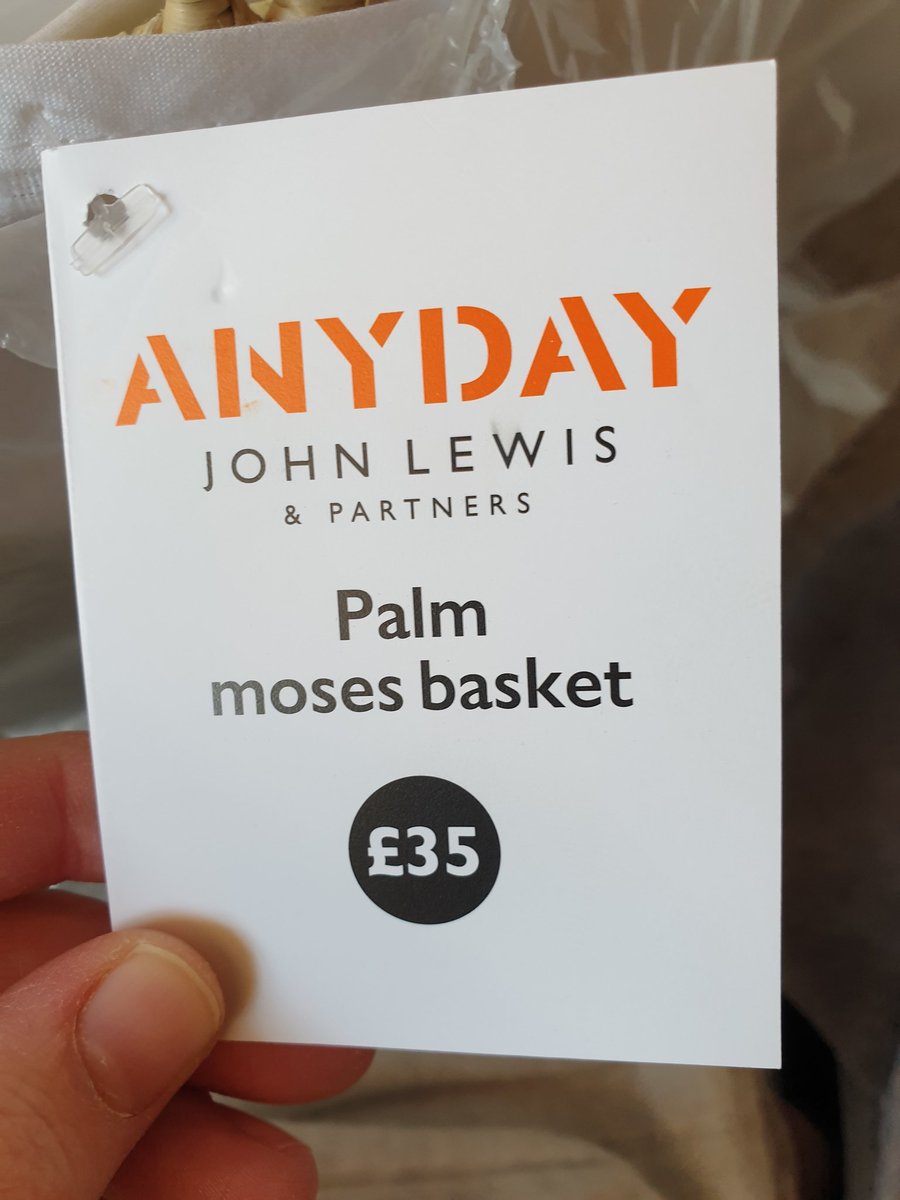 ANYDAY
JOHN LEWIS
& PARTNERS
Palm
moses basket
£35